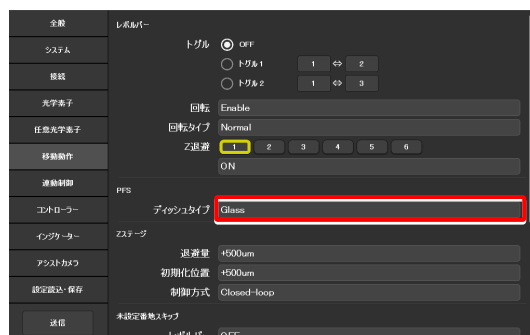 全般
システム
接続
光学素子
任意光学素子
移動動作
連動制御
コントローラー
インジケーター
アシストカメラ
設定読込・保存
送信
レボルバー
トグル OFF
トグル1 1 ⇔ 2
トグル2 1 ⇔ 3
回転 Enable
回転タイプ Normal
Z退避 1 2 3 4 5 6
ON
PFS
ディッシュタイプ Glass
Zステージ
退避量 +500um
初期化位置 +500um
制御方式 Closed-loop
未設定番地スキップ
レボルバー OFF